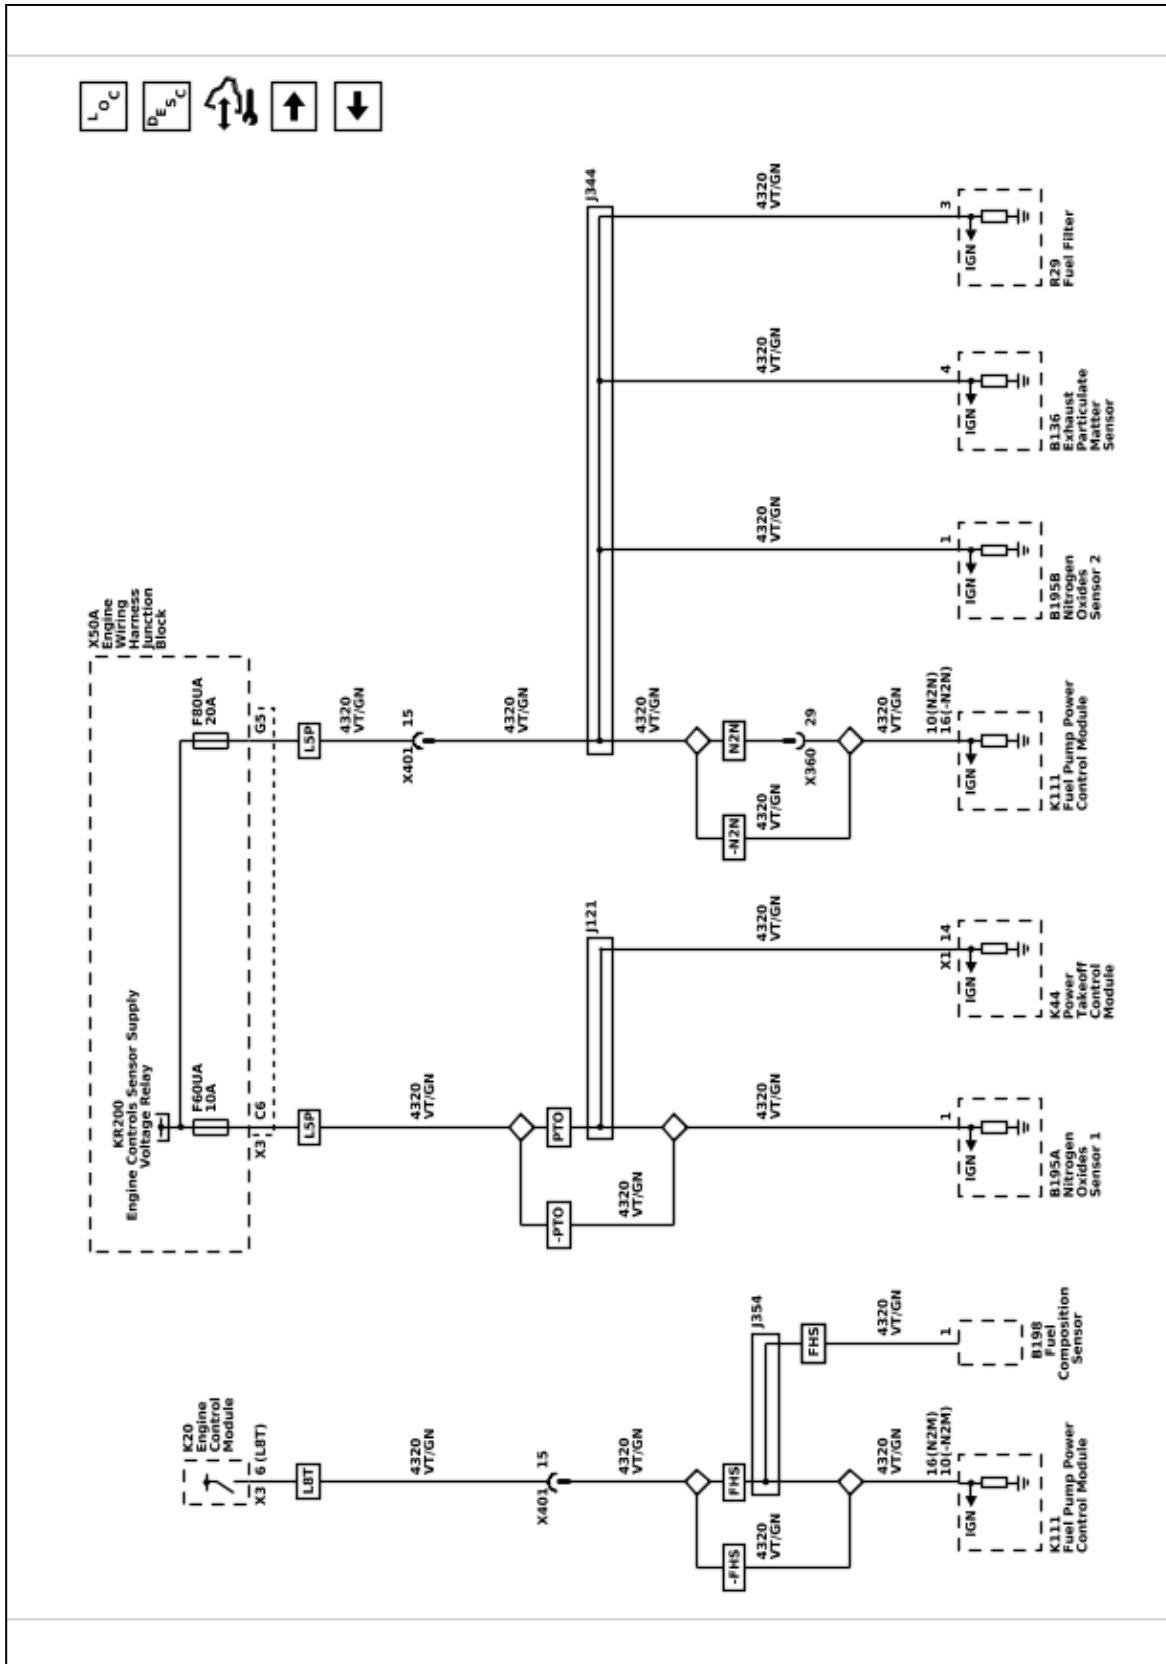 LOC
DESC
J344
4320
VT/GN
3
IGN
R29
Fuel Filter
4320
VT/GN
4
IGN
B136
Exhaust
Particulate
Matter
Sensor
4320
VT/GN
1
IGN
B195B
Nitrogen
Oxides
Sensor 2
X50A
Engine
Wiring
Harness
Junction
Block
F80UA
20A
G5
L5P
4320
VT/GN
X401
15
4320
VT/GN
4320
VT/GN
N2N
X360
29
-N2N
4320
VT/GN
4320
VT/GN
10(N2N)
16(-N2N)
IGN
K111
Fuel Pump Power
Control Module
KR200
Engine Controls Sensor Supply
Voltage Relay
F60UA
10A
X3
C6
L5P
4320
VT/GN
PTO
-PTO
4320
VT/GN
J121
4320
VT/GN
X1
14
IGN
K44
Power
Takeoff
Control
Module
4320
VT/GN
1
IGN
B195A
Nitrogen
Oxides
Sensor 1
K20
Engine
Control
Module
X3
6 (L8T)
L8T
4320
VT/GN
X401
15
4320
VT/GN
FHS
-FHS
4320
VT/GN
J354
FHS
4320
VT/GN
1
B198
Fuel
Composition
Sensor
4320
VT/GN
16(N2M)
10(-N2M)
IGN
K111
Fuel Pump Power
Control Module